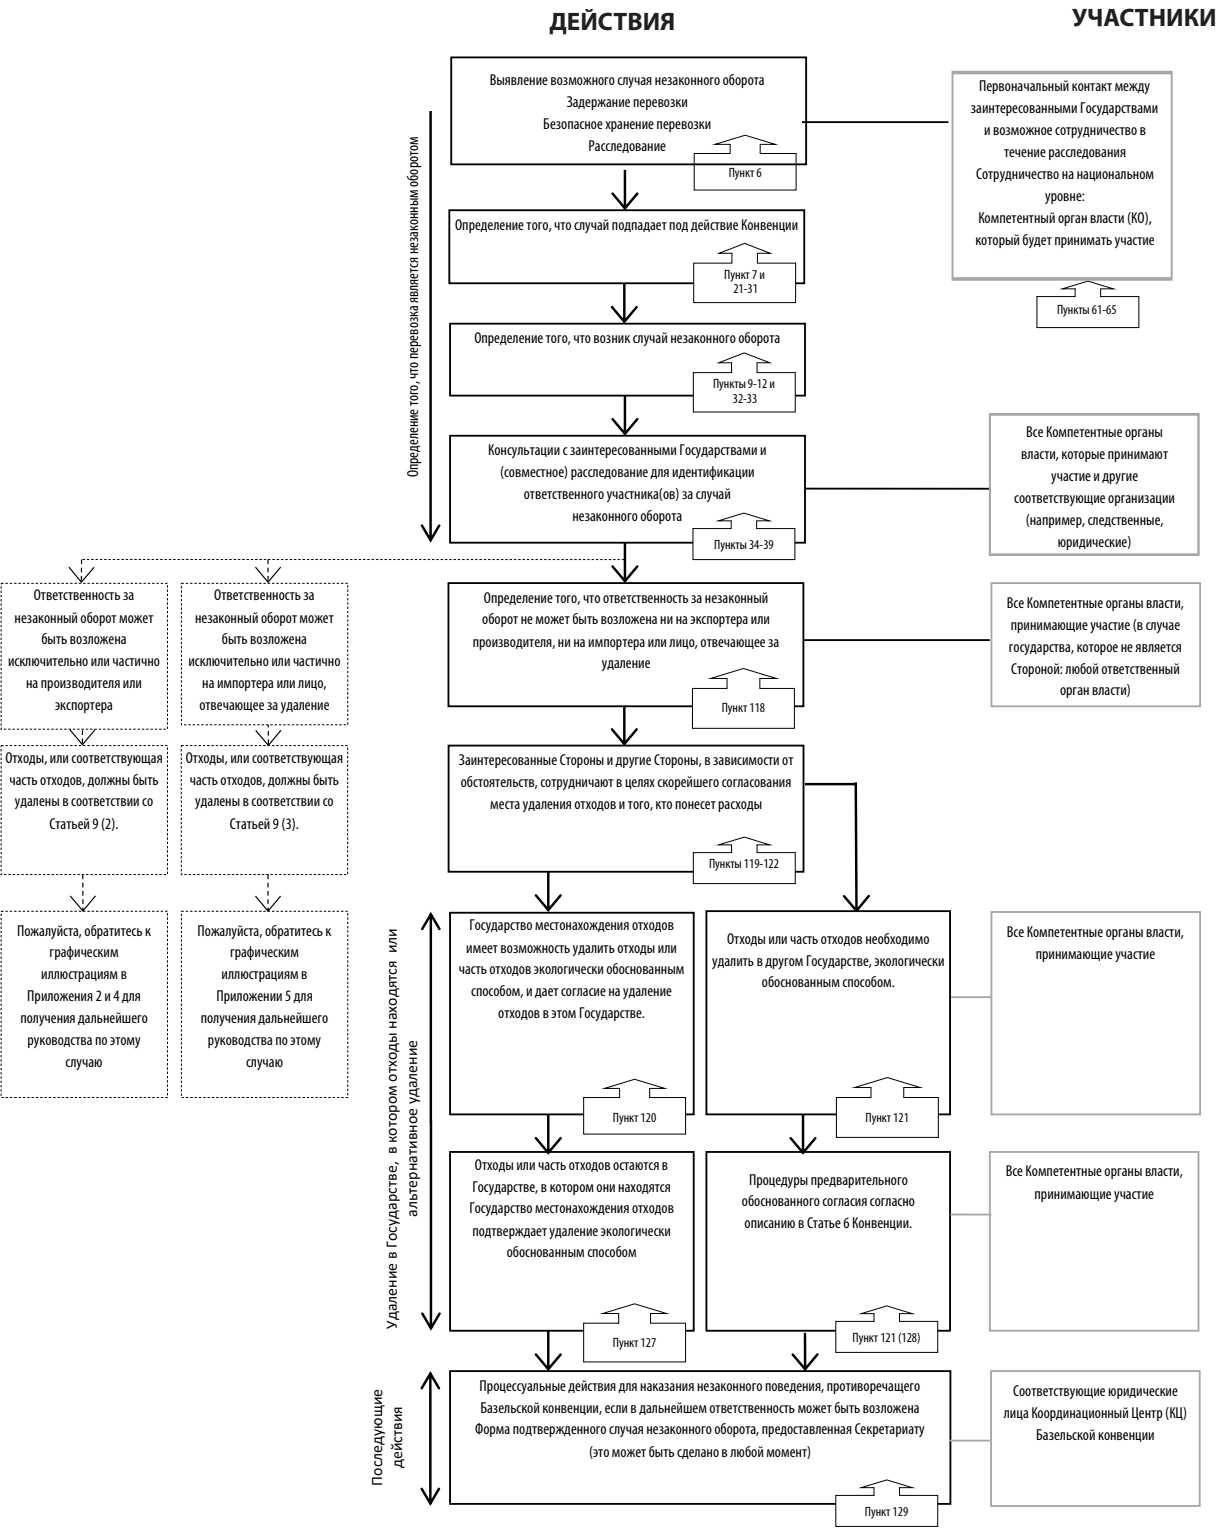 ДЕЙСТВИЯ
УЧАСТНИКИ
Определение того, что перевозка является незаконным оборотом
Выявление возможного случая незаконного оборота
Задержание перевозки
Безопасное хранение перевозки
Расследование
Пункт 6
Первоначальный контакт между
заинтересованными Государствами
и возможное сотрудничество в
течение расследования
Сотрудничество на национальном
уровне:
Компетентный орган власти (КО),
который будет принимать участие
Пункты 61-65
Определение того, что случай подпадает под действие Конвенции
Пункт 7 и
21-31
Определение того, что возник случай незаконного оборота
Пункты 9-12 и
32-33
Консультации с заинтересованными Государствами и
(совместное) расследование для идентификации
ответственного участника(ов) за случай
незаконного оборота
Пункты 34-39
Все Компетентные органы
власти, которые принимают
участие и другие
соответствующие организации
(например, следственные,
юридические)
Ответственность за
незаконный оборот может
быть возложена
исключительно или частично
на производителя или
экспортера
Ответственность за
незаконный оборот может
быть возложена
исключительно или частично
на импортера или лицо,
отвечающее за удаление
Определение того, что ответственность за незаконный
оборот не может быть возложена ни на экспортера или
производителя, ни на импортера или лицо, отвечающее за
удаление
Пункт 118
Все Компетентные органы власти,
принимающие участие (в случае
государства, которое не является
Стороной: любой ответственный
орган власти)
Отходы, или соответствующая
часть отходов, должны быть
удалены в соответствии со
Статьей 9 (2).
Отходы, или соответствующая
часть отходов, должны быть
удалены в соответствии со
Статьей 9 (3).
Заинтересованные Стороны и другие Стороны, в зависимости от
обстоятельств, сотрудничают в целях скорейшего согласования
места удаления отходов и того, кто понесет расходы
Пункты 119-122
Пожалуйста, обратитесь к
графическим
иллюстрациям в
Приложения 2 и 4 для
получения дальнейшего
руководства по этому
случаю
Пожалуйста, обратитесь к
графическим
иллюстрациям в
Приложении 5 для
получения дальнейшего
руководства по этому
случаю
Удаление в Государстве, в котором отходы находятся или
альтернативное удаление
Государство местонахождения отходов
имеет возможность удалить отходы или
часть отходов экологически обоснованным
способом, и дает согласие на удаление
отходов в этом Государстве.
Пункт 120
Отходы или часть отходов необходимо
удалить в другом Государстве, экологически
обоснованным способом.
Пункт 121
Все Компетентные органы власти,
принимающие участие
Отходы или часть отходов остаются в
Государстве, в котором они находятся
Государство местонахождения отходов
подтверждает удаление экологически
обоснованным способом
Пункт 127
Процедуры предварительного
обоснованного согласия согласно
описанию в Статье 6 Конвенции.
Пункт 121 (128)
Все Компетентные органы власти,
принимающие участие
Последующие
действия
Процессуальные действия для наказания незаконного поведения, противоречащего
Базельской конвенции, если в дальнейшем ответственность может быть возложена
Форма подтвержденного случая незаконного оборота, предоставленная Секретариату
(это может быть сделано в любой момент)
Пункт 129
Соответствующие юридические
лица Координационный Центр (КЦ)
Базельской конвенции